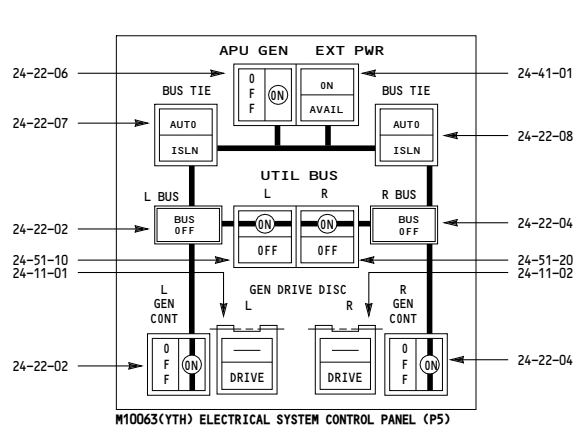 APU GEN EXT PWR
24-22-06 O F F ON ON 24-41-01
BUS TIE AVAIL BUS TIE
24-22-07 AUTO AUTO
ISLN ISLN 24-22-08
UTIL BUS
L BUS L R R BUS
24-22-02 BUS OFF ON ON BUS OFF 24-22-04
24-51-10 OFF OFF 24-51-20
24-11-01 24-11-02
L GEN CONT GEN DRIVE DISC R GEN CONT
L R
24-22-02 O F F ON DRIVE DRIVE O F F ON 24-22-04
M10063(YTH) ELECTRICAL SYSTEM CONTROL PANEL (P5)